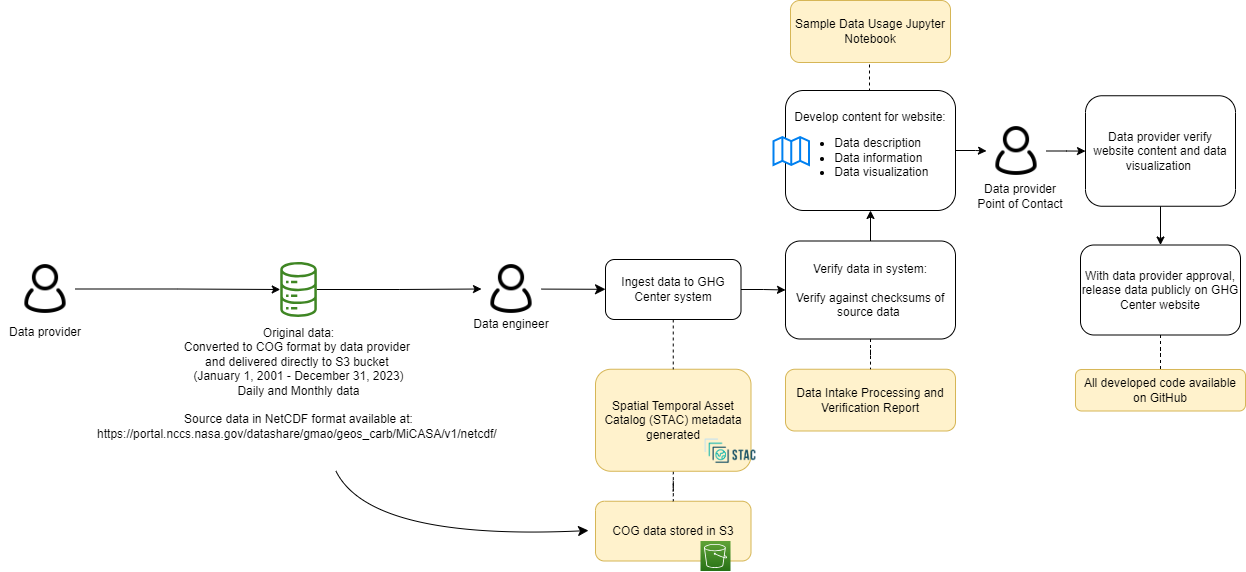 Sample Data Usage Jupyter
Notebook
Develop content for website:
• Data description
• Data information
• Data visualization
Data provider
Point of Contact
Data provider verify
website content and data
visualization
Data provider
Original data:
Converted to COG format by data provider
and delivered directly to S3 bucket
(January 1, 2001 - December 31, 2023)
Daily and Monthly data
Source data in NetCDF format available at:
https://portal.nccs.nasa.gov/datashare/gmao/geos_carb/MiCASA/v1/netcdf/
Data engineer
Ingest data to GHG
Center system
Verify data in system:
Verify against checksums of
source data
With data provider approval,
release data publicly on GHG
Center website
Spatial Temporal Asset
Catalog (STAC) metadata
generated
STAC
Data Intake Processing and
Verification Report
All developed code available
on GitHub
COG data stored in S3